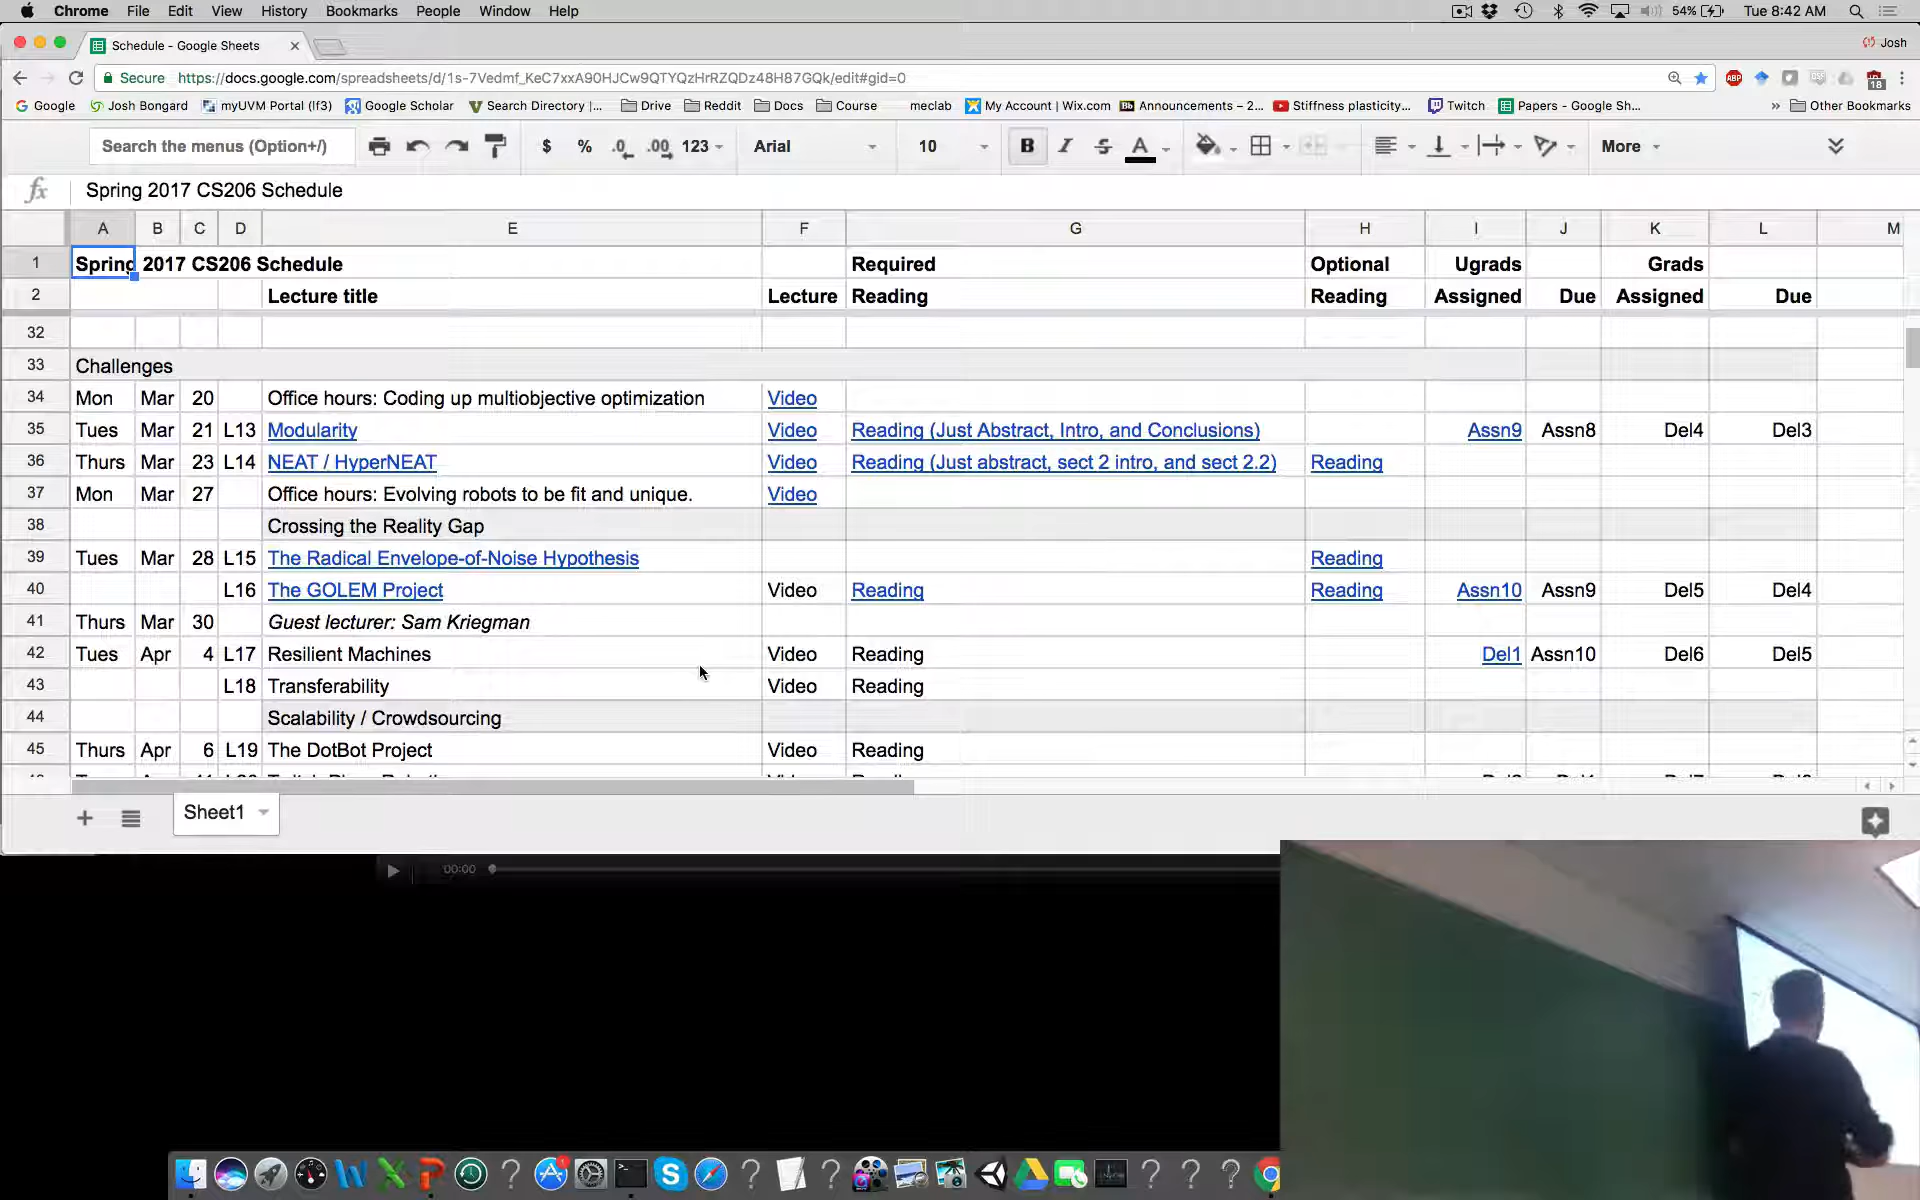 Chrome File Edit View History Bookmarks People Window Help 54% Tue 8:42 AM
Schedule - Google Sheets Josh
Secure https://docs.google.com/spreadsheets/d/1s-7Vedmf_KeC7xxA90HJCw9QTYQzHrRZQDz48H87GQk/edit#gid=0 ABP 18
Google Josh Bongard myUVM Portal (lf3) Google Scholar Search Directory |... Drive Reddit Docs Course meclab My Account | Wix.com Announcements – 2... Stiffness plasticity... Twitch Papers - Google Sh... » Other Bookmarks
Search the menus (Option+/) $ % .0 .00 123 Arial 10 B I S A More
fx Spring 2017 CS206 Schedule
A B C D E F G H I J K L M
1 Spring 2017 CS206 Schedule Required Optional Ugrads Grads
2 Lecture title Lecture Reading Reading Assigned Due Assigned Due
32
33 Challenges
34 Mon Mar 20 Office hours: Coding up multiobjective optimization Video
35 Tues Mar 21 L13 Modularity Video Reading (Just Abstract, Intro, and Conclusions) Assn9 Assn8 Del4 Del3
36 Thurs Mar 23 L14 NEAT / HyperNEAT Video Reading (Just abstract, sect 2 intro, and sect 2.2) Reading
37 Mon Mar 27 Office hours: Evolving robots to be fit and unique. Video
38 Crossing the Reality Gap
39 Tues Mar 28 L15 The Radical Envelope-of-Noise Hypothesis Reading
40 L16 The GOLEM Project Video Reading Reading Assn10 Assn9 Del5 Del4
41 Thurs Mar 30 Guest lecturer: Sam Kriegman
42 Tues Apr 4 L17 Resilient Machines Video Reading Del1 Assn10 Del6 Del5
43 L18 Transferability Video Reading
44 Scalability / Crowdsourcing
45 Thurs Apr 6 L19 The DotBot Project Video Reading
Sheet1
00:00